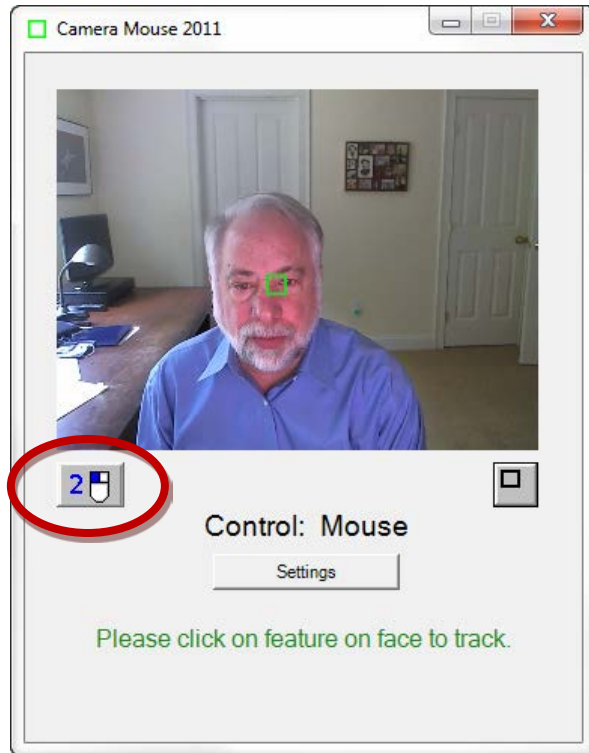 Camera Mouse 2011
2
Control: Mouse
Settings
Please click on feature on face to track.